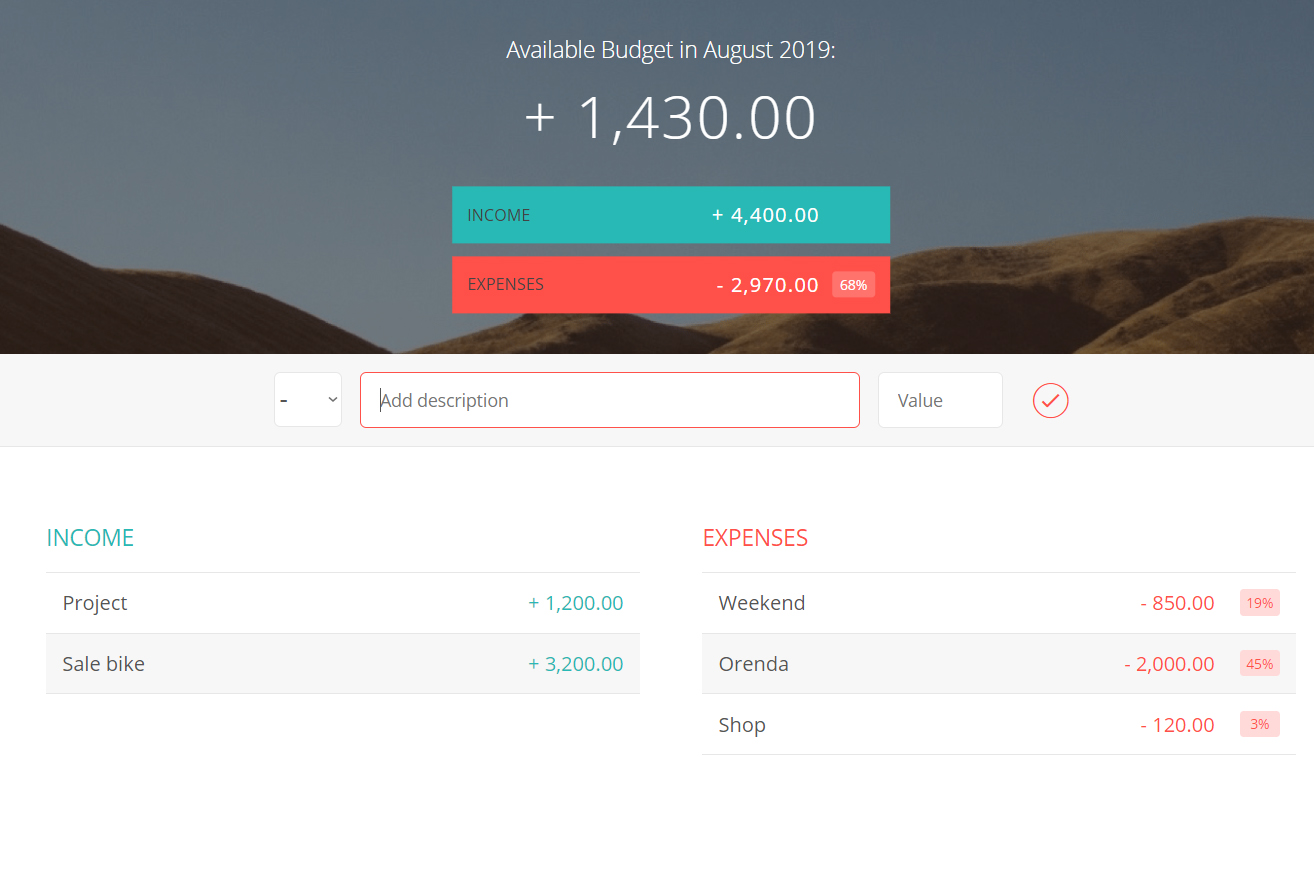 Available Budget in August 2019:
+ 1,430.00
INCOME + 4,400.00
EXPENSES - 2,970.00 68%
- Add description Value
INCOME
Project + 1,200.00
Sale bike + 3,200.00
EXPENSES
Weekend - 850.00 19%
Orenda - 2,000.00 45%
Shop - 120.00 3%